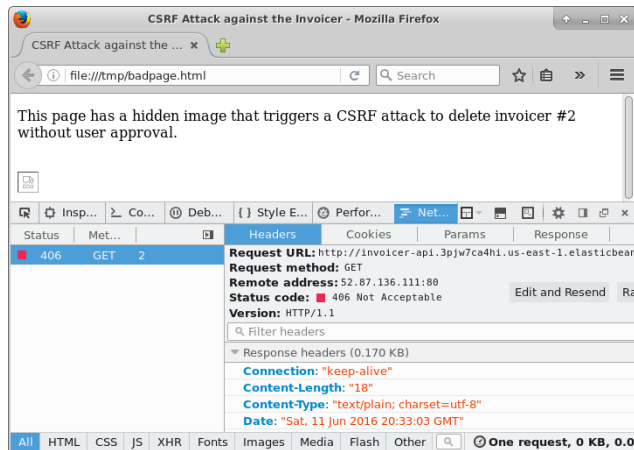 CSRF Attack against the Invoicer - Mozilla Firefox
CSRF Attack against the ... ×
file:///tmp/badpage.html Search »
This page has a hidden image that triggers a CSRF attack to delete invoicer #2
without user approval.
Insp... Co... Deb... { } Style E... Perfor... Net... ×
Status Met... Headers Cookies Params Response
406 GET 2
Request URL: http://invoicer-api.3pjw7ca4hi.us-east-1.elasticbean
Request method: GET
Remote address: 52.87.136.111:80
Status code: 406 Not Acceptable
Edit and Resend Ra
Version: HTTP/1.1
Filter headers
Response headers (0.170 KB)
Connection: "keep-alive"
Content-Length: "18"
Content-Type: "text/plain; charset=utf-8"
Date: "Sat, 11 Jun 2016 20:33:03 GMT"
All HTML CSS JS XHR Fonts Images Media Flash Other One request, 0 KB, 0.0